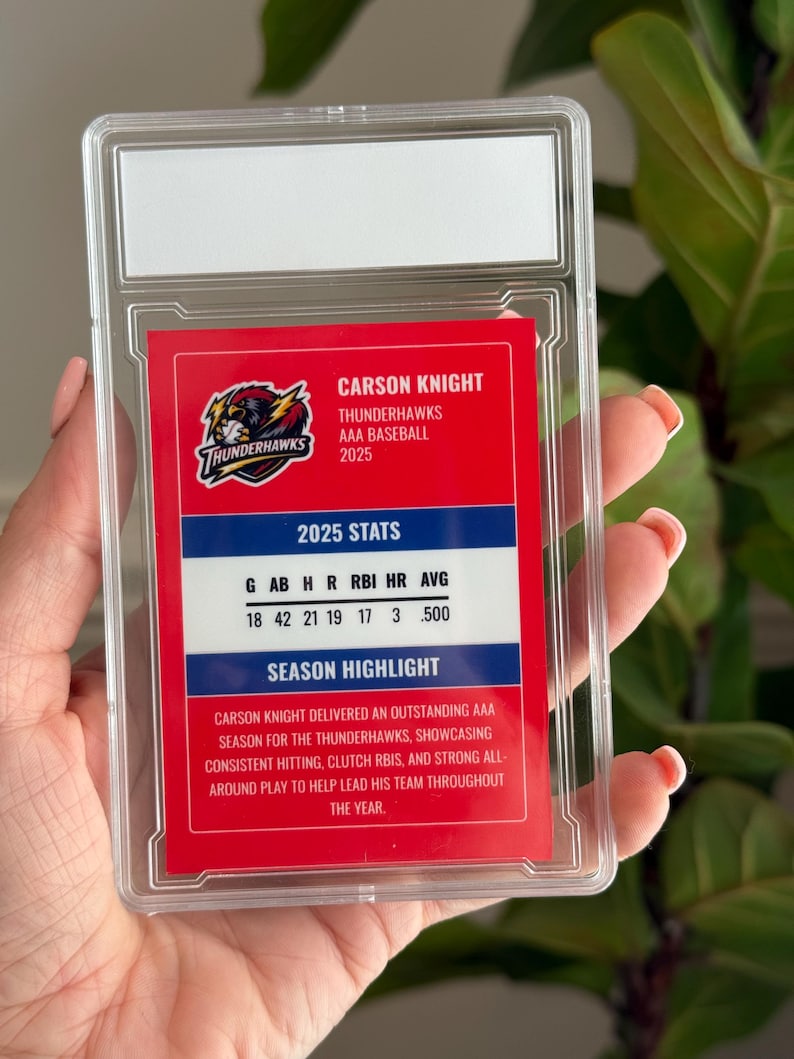 CARSON KNIGHT
THUNDERHAWKS
AAA BASEBALL
2025
THUNDERHAWKS
2025 STATS
G AB H R RBI HR AVG
18 42 21 19 17 3 .500
SEASON HIGHLIGHT
CARSON KNIGHT DELIVERED AN OUTSTANDING AAA
SEASON FOR THE THUNDERHAWKS, SHOWCASING
CONSISTENT HITTING, CLUTCH RBIS, AND STRONG ALL-
AROUND PLAY TO HELP LEAD HIS TEAM THROUGHOUT
THE YEAR.